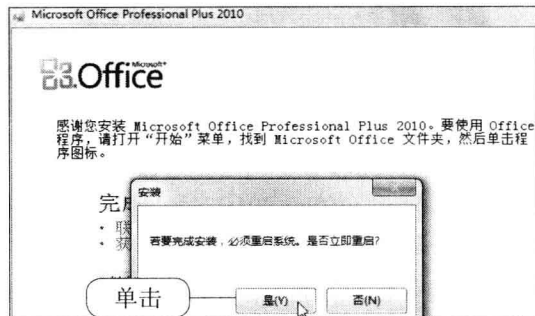 Microsoft Office Professional Plus 2010
Microsoft
Office
感谢您安装 Microsoft Office Professional Plus 2010。要使用 Office
程序，请打开“开始”菜单，找到 Microsoft Office 文件夹，然后单击程
序图标。
完
安装
若要完成安装，必须重启系统。是否立即重启?
单击
是(Y)
否(N)